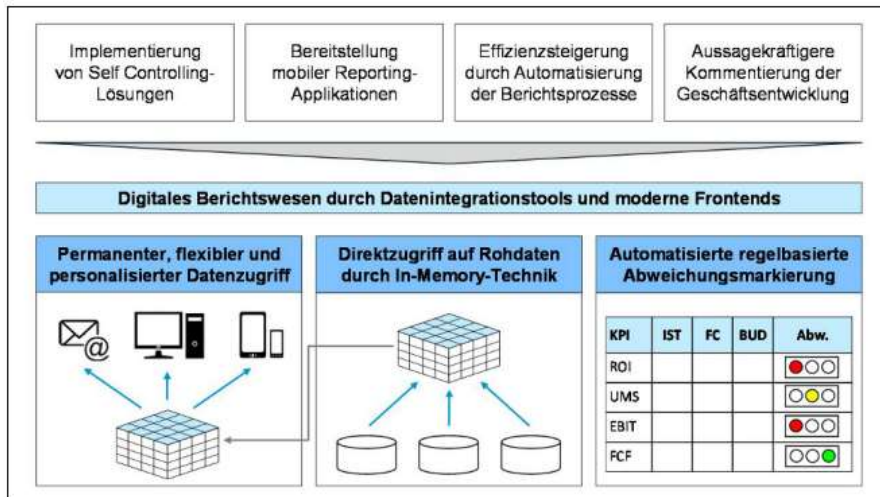 Implementierung
von Self Controlling-
Lösungen
Bereitstellung
mobiler Reporting-
Applikationen
Effizienzsteigerung
durch Automatisierung
der Berichtsprozesse
Aussagekräftigere
Kommentierung der
Geschäftsentwicklung
Digitales Berichtswesen durch Datenintegrationstools und moderne Frontends
Permanenter, flexibler und
personalisierter Datenzugriff
@
Direktzugriff auf Rohdaten
durch In-Memory-Technik
Automatisierte regelbasierte
Abweichungsmarkierung
KPI IST FC BUD Abw.
ROI
UMS
EBIT
FCF